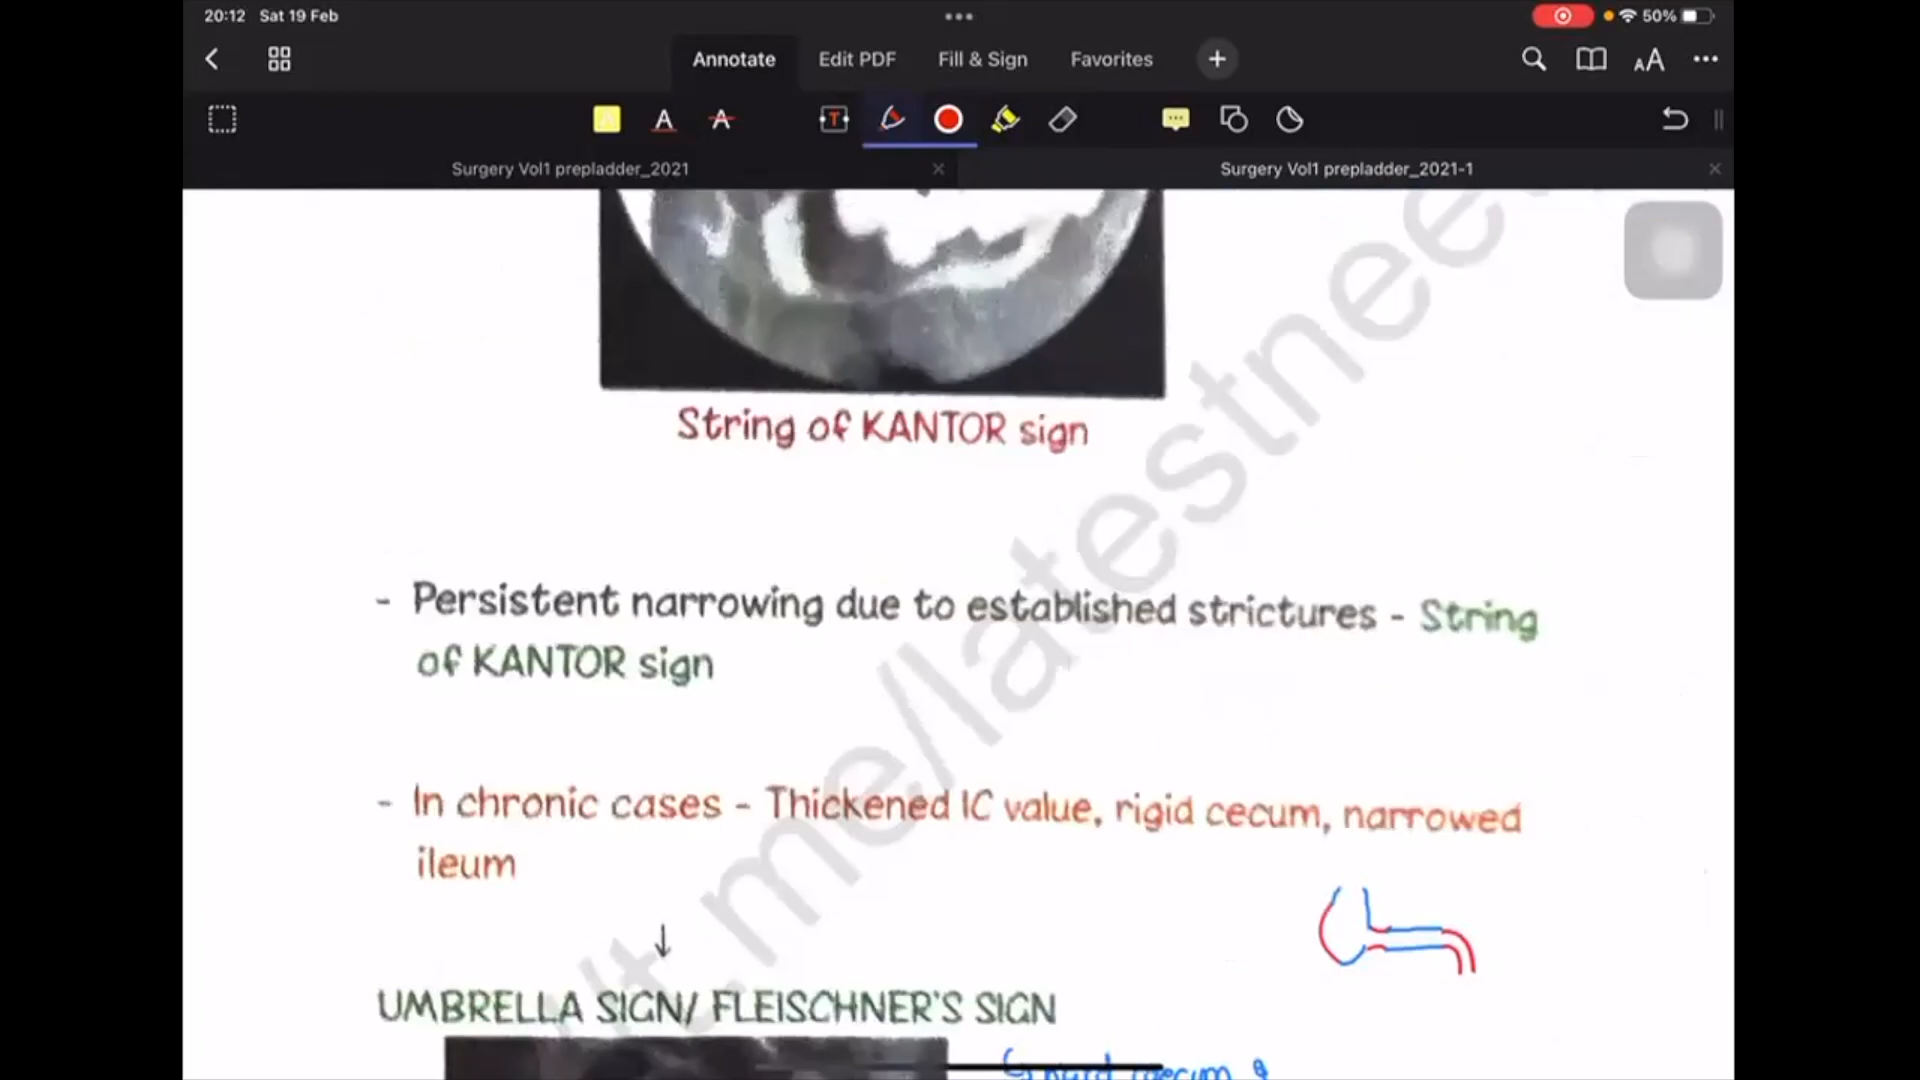 20:12 Sat 19 Feb
50%
Annotate Edit PDF Fill & Sign Favorites
Surgery Vol1 prepladder_2021
Surgery Vol1 prepladder_2021-1
String of KANTOR sign
- Persistent narrowing due to established strictures - String
of KANTOR sign
- In chronic cases - Thickened IC value, rigid cecum, narrowed
ileum
↓
UMBRELLA SIGN/ FLEISCHNER'S SIGN
t.me/latestnee